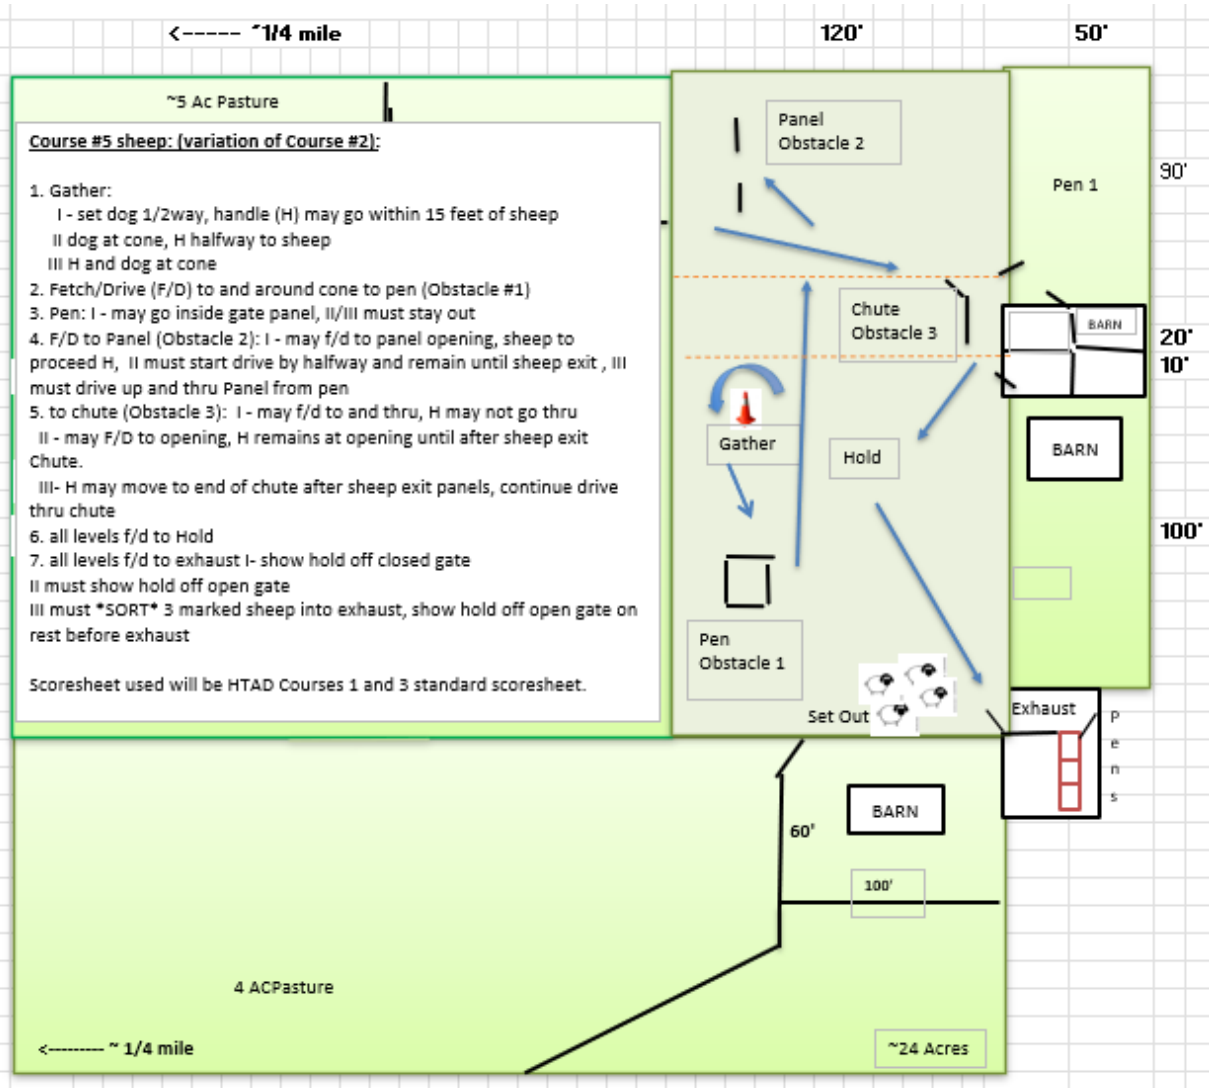 <----- ~1/4 mile
120'
50'
~5 Ac Pasture
Course #5 sheep: (variation of Course #2):
1. Gather:
I - set dog 1/2way, handle (H) may go within 15 feet of sheep
II dog at cone, H halfway to sheep
III H and dog at cone
2. Fetch/Drive (F/D) to and around cone to pen (Obstacle #1)
3. Pen: I - may go inside gate panel, II/III must stay out
4. F/D to Panel (Obstacle 2): I - may f/d to panel opening, sheep to
proceed H, II must start drive by halfway and remain until sheep exit , III
must drive up and thru Panel from pen
5. to chute (Obstacle 3): I - may f/d to and thru, H may not go thru
II - may F/D to opening, H remains at opening until after sheep exit
Chute.
III- H may move to end of chute after sheep exit panels, continue drive
thru chute
6. all levels f/d to Hold
7. all levels f/d to exhaust I- show hold off closed gate
II must show hold off open gate
III must *SORT* 3 marked sheep into exhaust, show hold off open gate on
rest before exhaust
Scoresheet used will be HTAD Courses 1 and 3 standard scoresheet.
Panel
Obstacle 2
Pen 1
90'
Chute
Obstacle 3
BARN
20'
10'
Gather
Hold
BARN
100'
Pen
Obstacle 1
Set Out
Exhaust
Pens
BARN
60'
100'
4 ACPasture
<--------- ~ 1/4 mile
~24 Acres